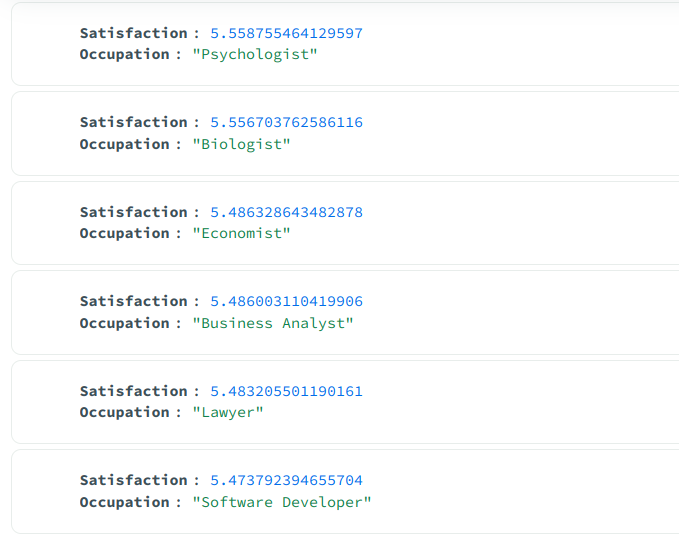 Satisfaction : 5.558755464129597
Occupation : "Psychologist"
Satisfaction : 5.556703762586116
Occupation : "Biologist"
Satisfaction : 5.486328643482878
Occupation : "Economist"
Satisfaction : 5.486003110419906
Occupation : "Business Analyst"
Satisfaction : 5.483205501190161
Occupation : "Lawyer"
Satisfaction : 5.473792394655704
Occupation : "Software Developer"